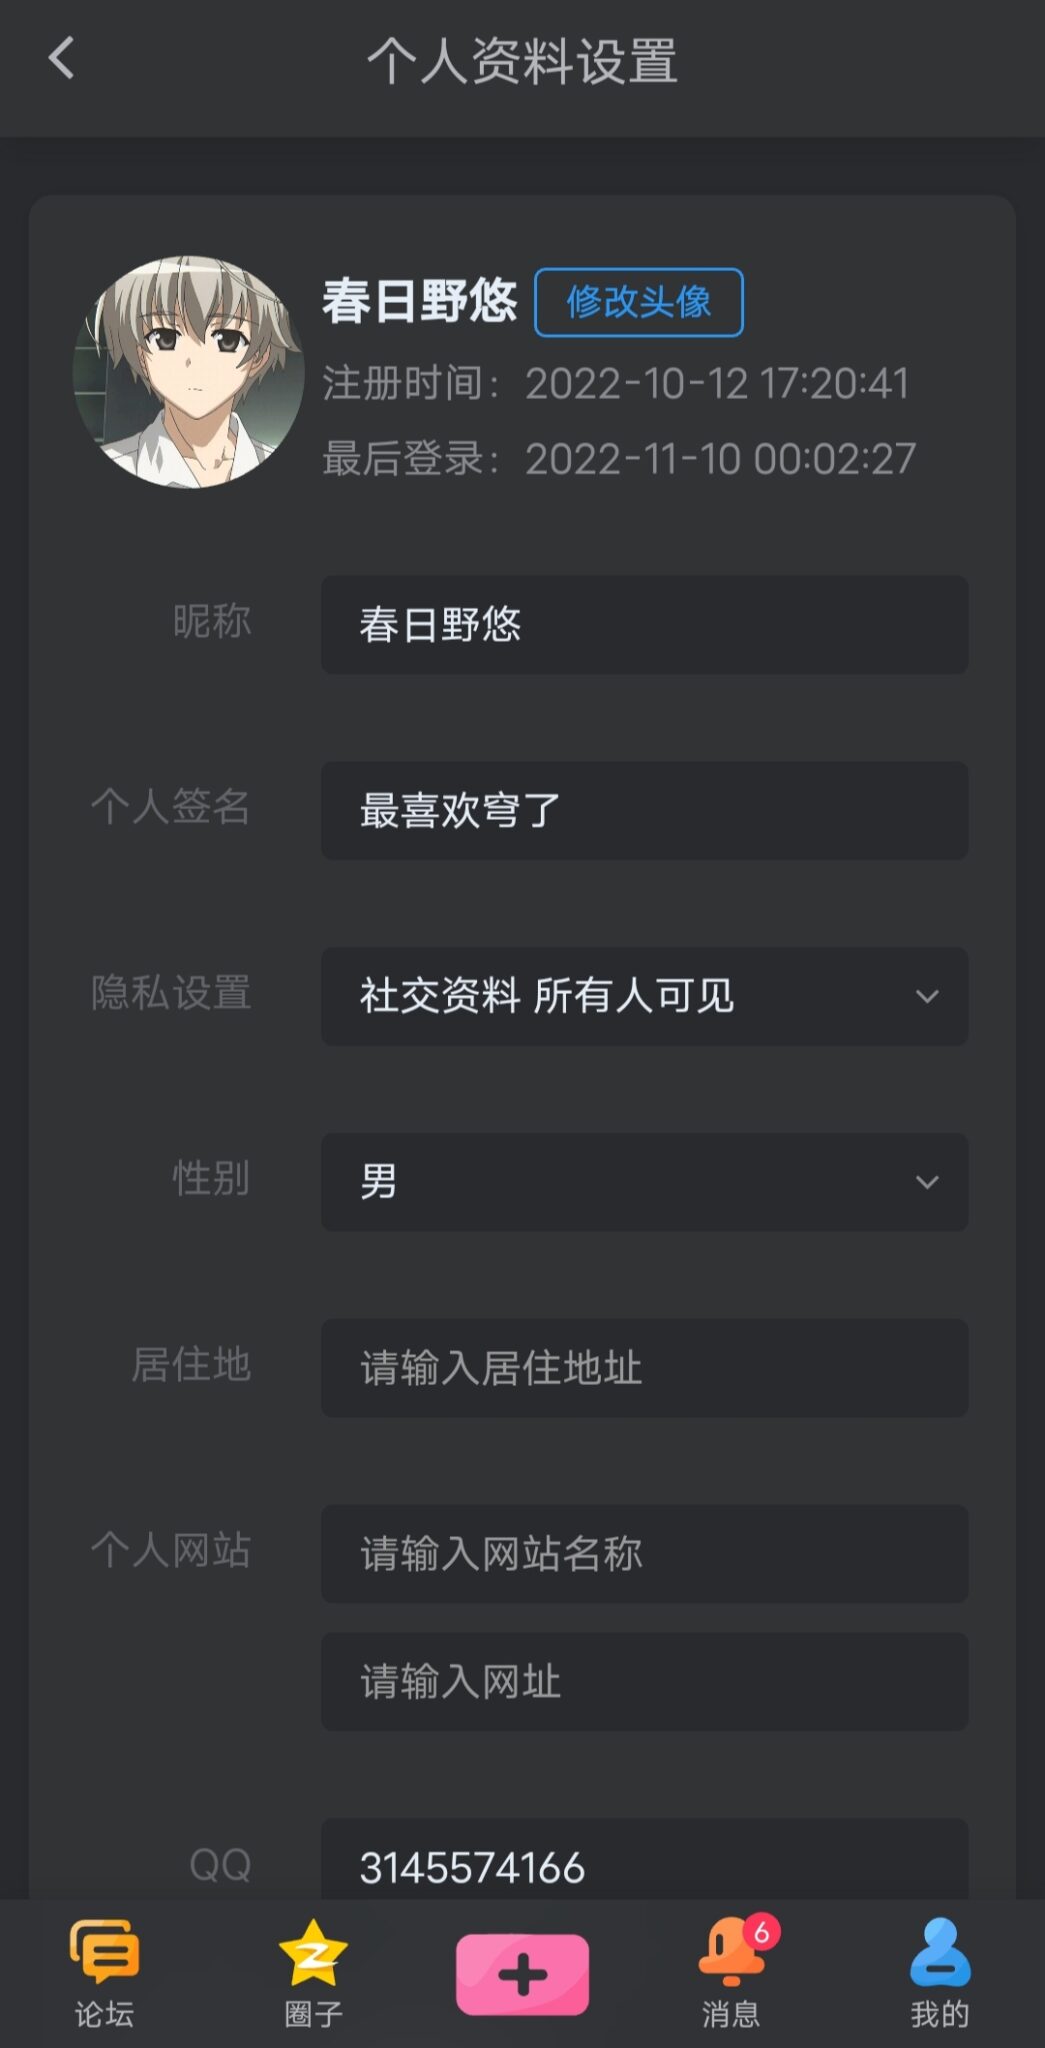 个人资料设置
春日野悠 修改头像
注册时间：2022-10-12 17:20:41
最后登录：2022-11-10 00:02:27
昵称 春日野悠
个人签名 最喜欢穹了
隐私设置 社交资料 所有人可见
性别 男
居住地 请输入居住地址
个人网站 请输入网站名称
请输入网址
QQ 3145574166
6
论坛 圈子 消息 我的